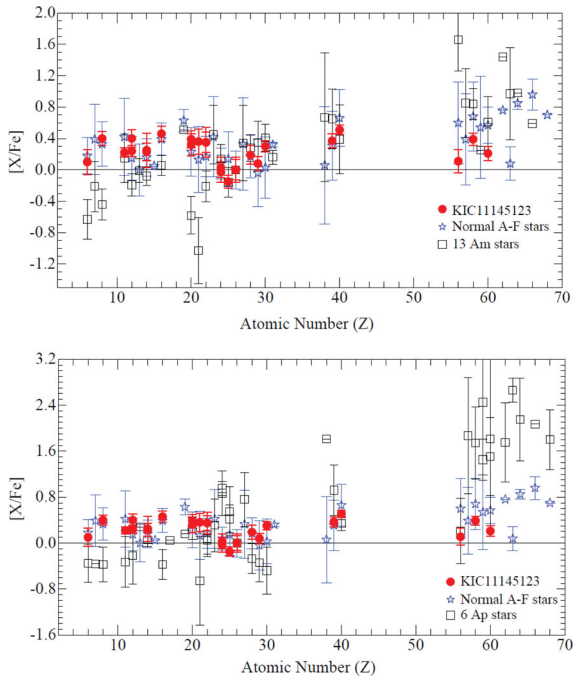 2.0
1.6
1.2
0.8
0.4
0.0
-0.4
-0.8
-1.2
[X/Fe]
KIC11145123
Normal A-F stars
13 Am stars
10 20 30 40 50 60 70
Atomic Number (Z)
3.2
2.4
1.6
0.8
0.0
-0.8
-1.6
[X/Fe]
KIC11145123
Normal A-F stars
6 Ap stars
10 20 30 40 50 60 70
Atomic Number (Z)